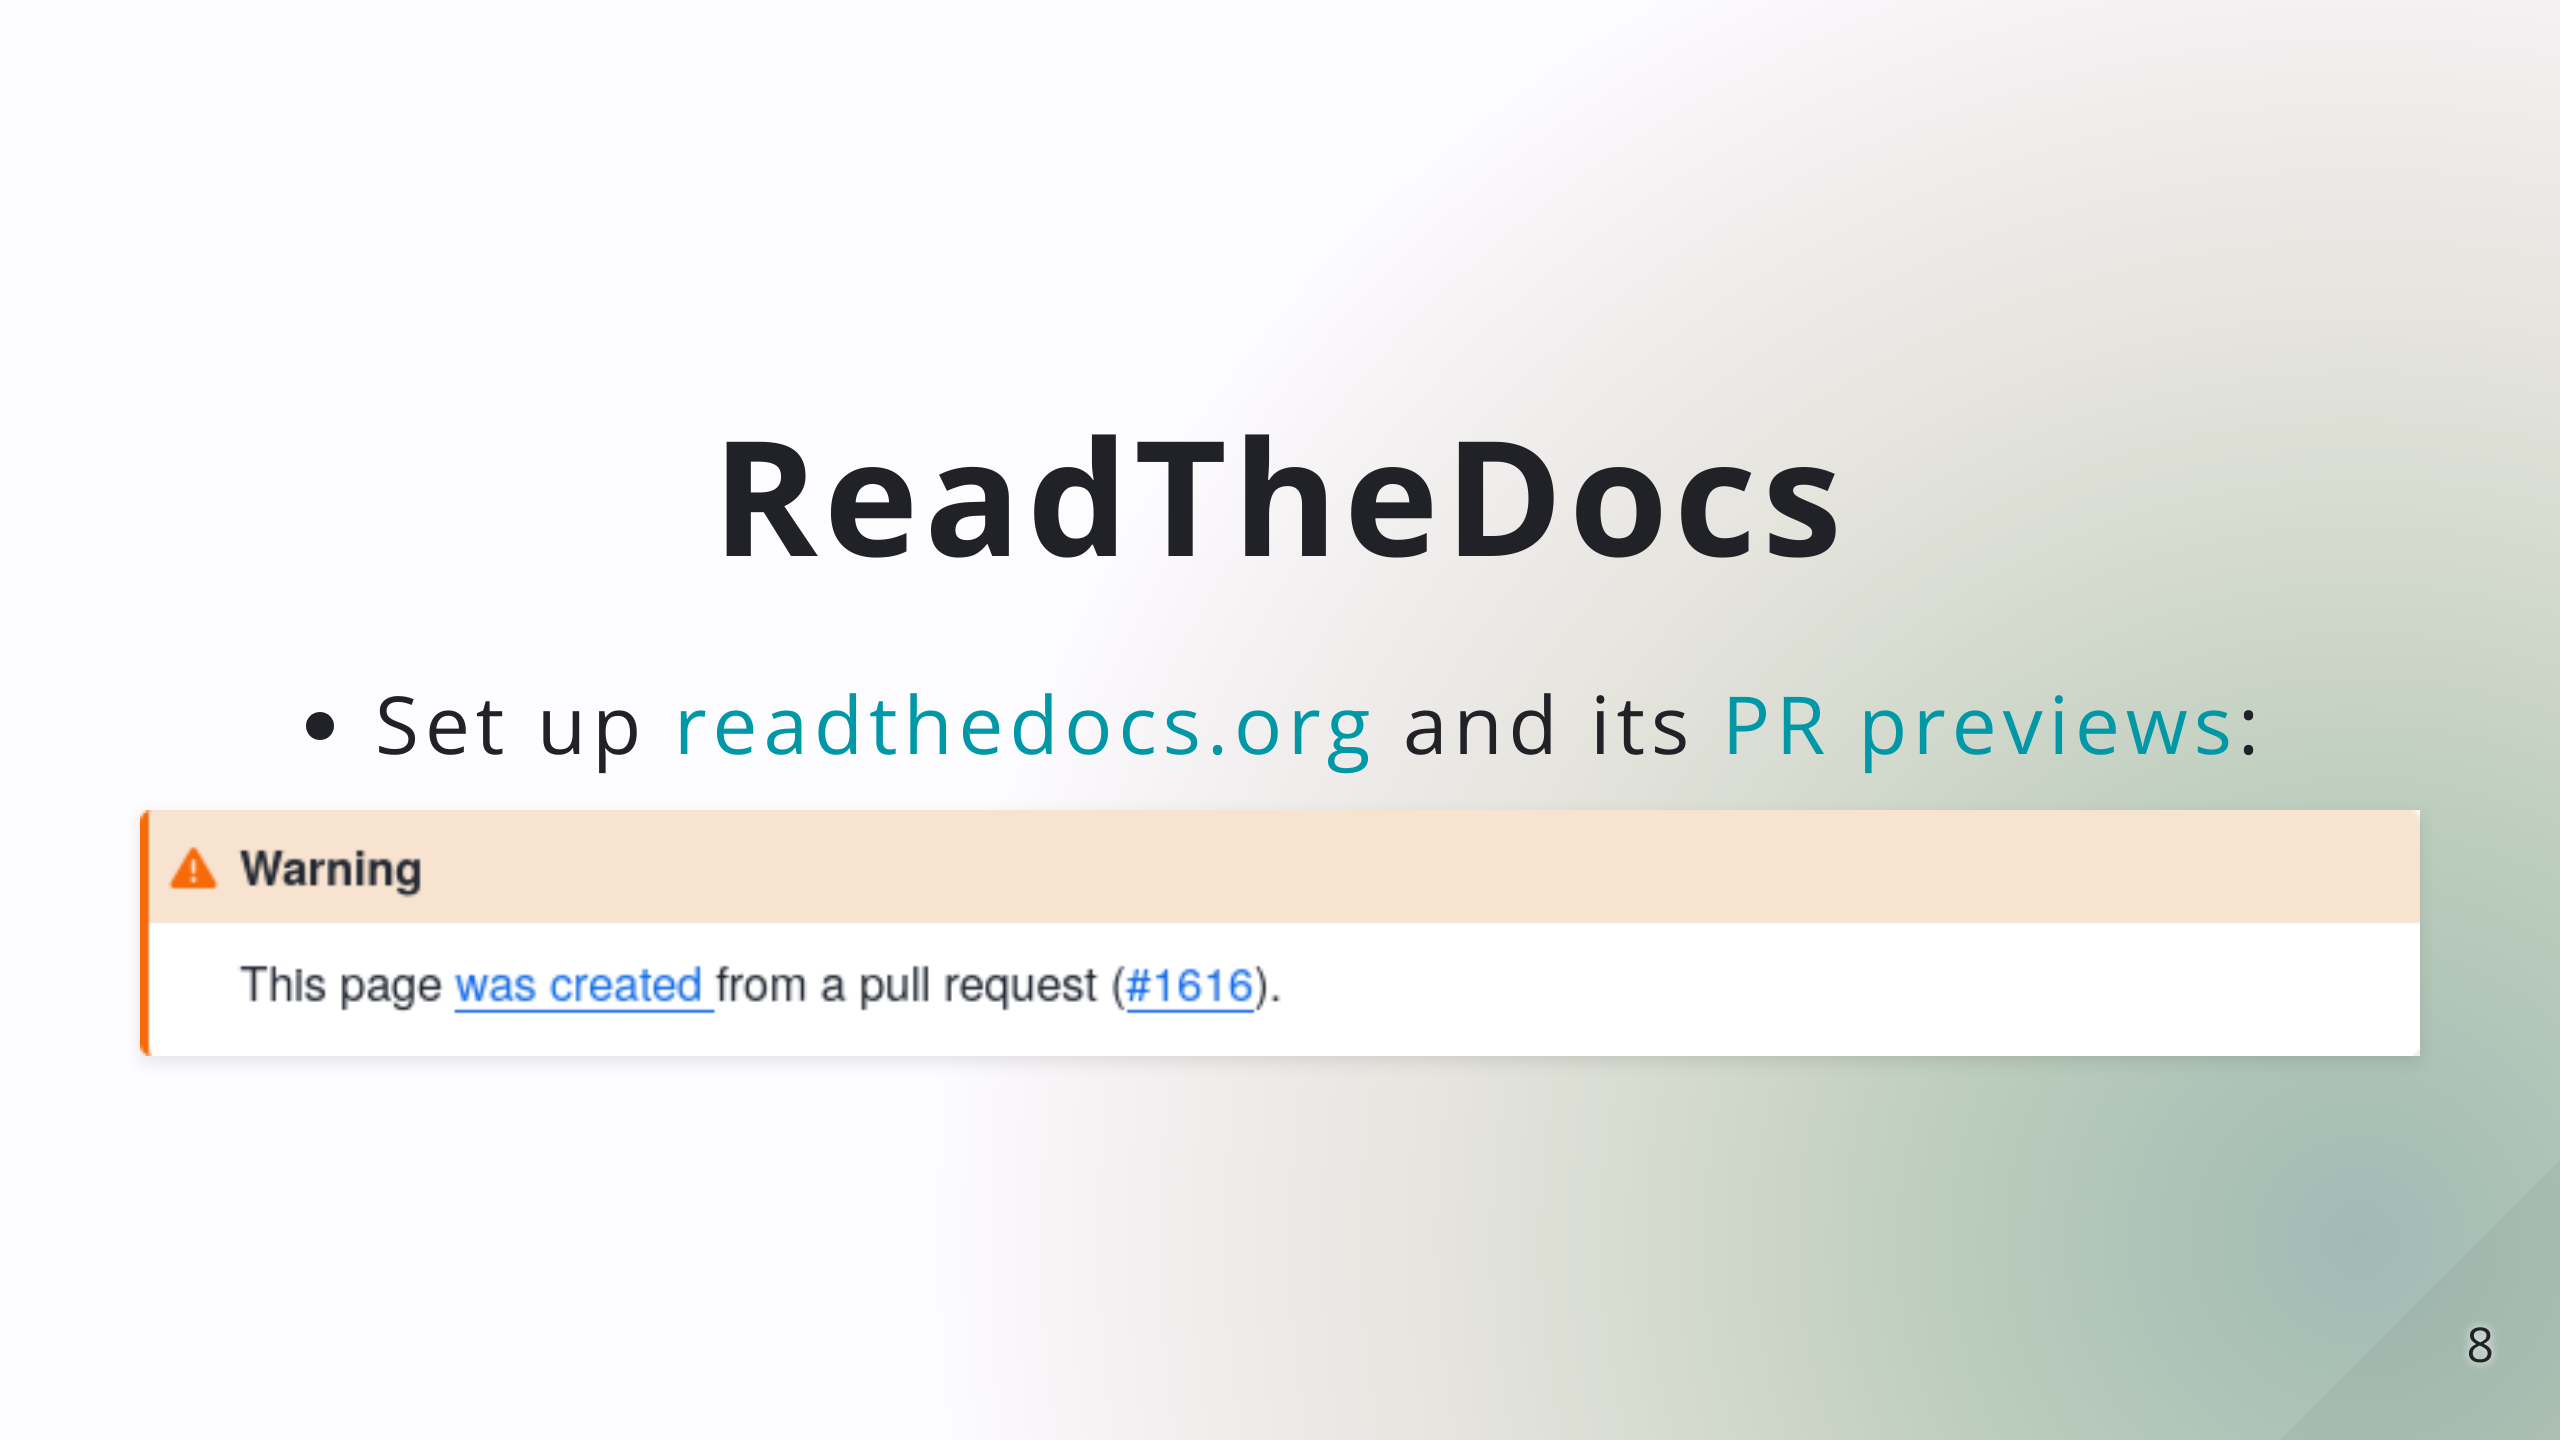 ReadTheDocs
• Set up readthedocs.org and its PR previews:
Warning
This page was created from a pull request (#1616).
8